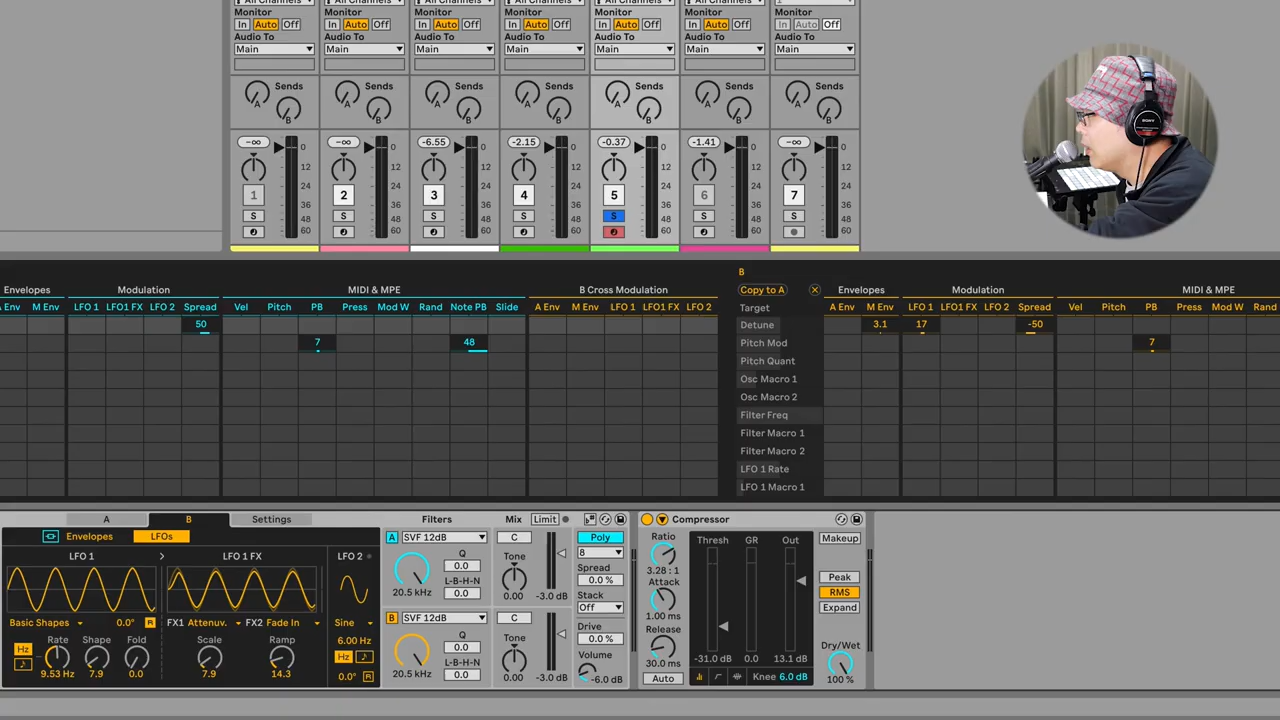 All Channels All Channels All Channels All Channels All Channels All Channels
Monitor Monitor Monitor Monitor Monitor Monitor Monitor
In Auto Off In Auto Off In Auto Off In Auto Off In Auto Off In Auto Off In Auto Off
Audio To Audio To Audio To Audio To Audio To Audio To Audio To
Main Main Main Main Main Main Main
Sends Sends Sends Sends Sends Sends Sends
A A A A A A A
B B B B B B B
-∞ 0 -∞ 0 -6.55 0 -2.15 0 -0.37 0 -1.41 0 -∞ 0
12 12 12 12 12 12 12
24 24 24 24 24 24 24
1 2 3 4 5 6 7
36 36 36 36 36 36 36
S 48 S 48 S 48 S 48 S 48 S 48 S 48
60 60 60 60 60 60 60
SONY
B
Envelopes Modulation MIDI & MPE B Cross Modulation Copy to A Envelopes Modulation MIDI & MPE
A Env M Env LFO 1 LFO1 FX LFO 2 Spread Vel Pitch PB Press Mod W Rand Note PB Slide A Env M Env LFO 1 LFO1 FX LFO 2 Target A Env M Env LFO 1 LFO1 FX LFO 2 Spread Vel Pitch PB Press Mod W Rand
50 Detune 3.1 17 -50
7 48 Pitch Mod 7
Pitch Quant
Osc Macro 1
Osc Macro 2
Filter Freq
Filter Macro 1
Filter Macro 2
LFO 1 Rate
LFO 1 Macro 1
A B Settings Filters Mix Limit Compressor
Envelopes LFOs A SVF 12dB C Poly Ratio Thresh GR Out Makeup
LFO 1 > LFO 1 FX LFO 2 Q Tone 8 3.28 : 1
0.0 Spread Attack Peak
L-B-H-N 0.0 % RMS
20.5 kHz 0.0 0.00 -3.0 dB Stack 1.00 ms Expand
Basic Shapes 0.0° R FX1 Attenuv. FX2 Fade In Sine B SVF 12dB C Off Release
Rate Shape Fold Scale Ramp 6.00 Hz Q Tone Drive Dry/Wet
Hz Hz 0.0 0.0 % 30.0 ms -31.0 dB 0.0 13.1 dB
L-B-H-N Volume
9.53 Hz 7.9 0.0 7.9 14.3 0.0° R 20.5 kHz 0.0 0.00 -3.0 dB -6.0 dB Auto Knee 6.0 dB 100 %